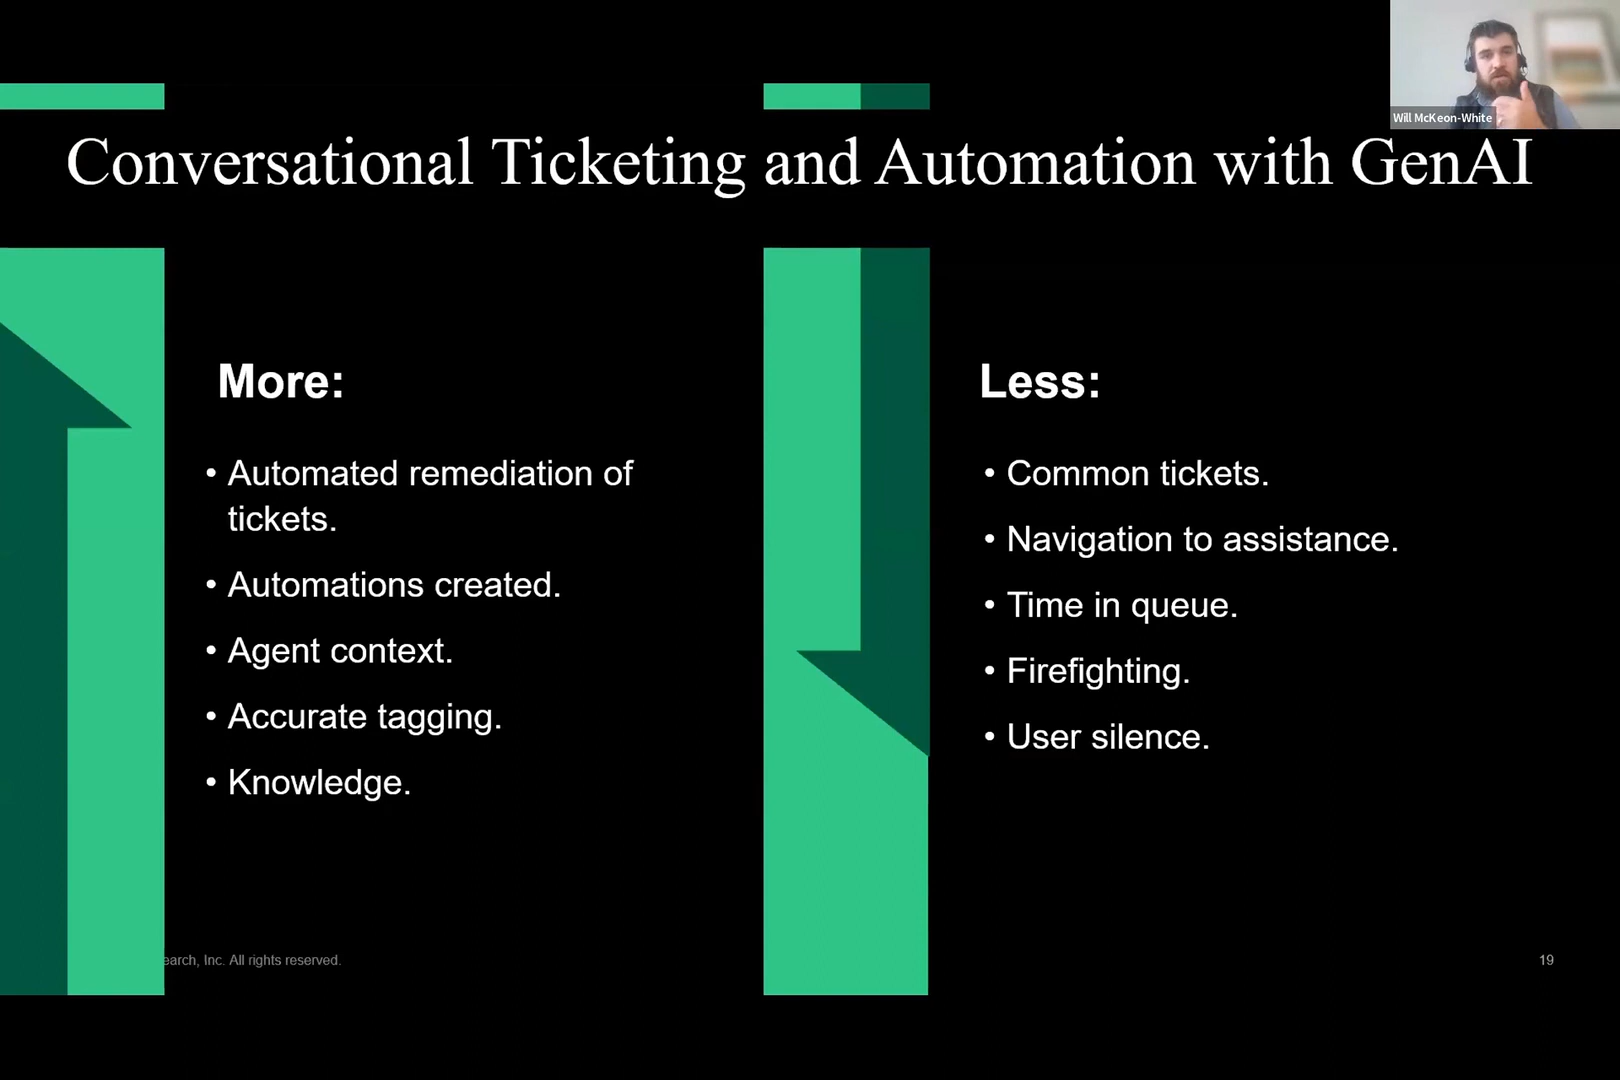 Will McKeon-White
Conversational Ticketing and Automation with GenAI
More:
• Automated remediation of
tickets.
• Automations created.
• Agent context.
• Accurate tagging.
• Knowledge.
Less:
• Common tickets.
• Navigation to assistance.
• Time in queue.
• Firefighting.
• User silence.
earch, Inc. All rights reserved.
19